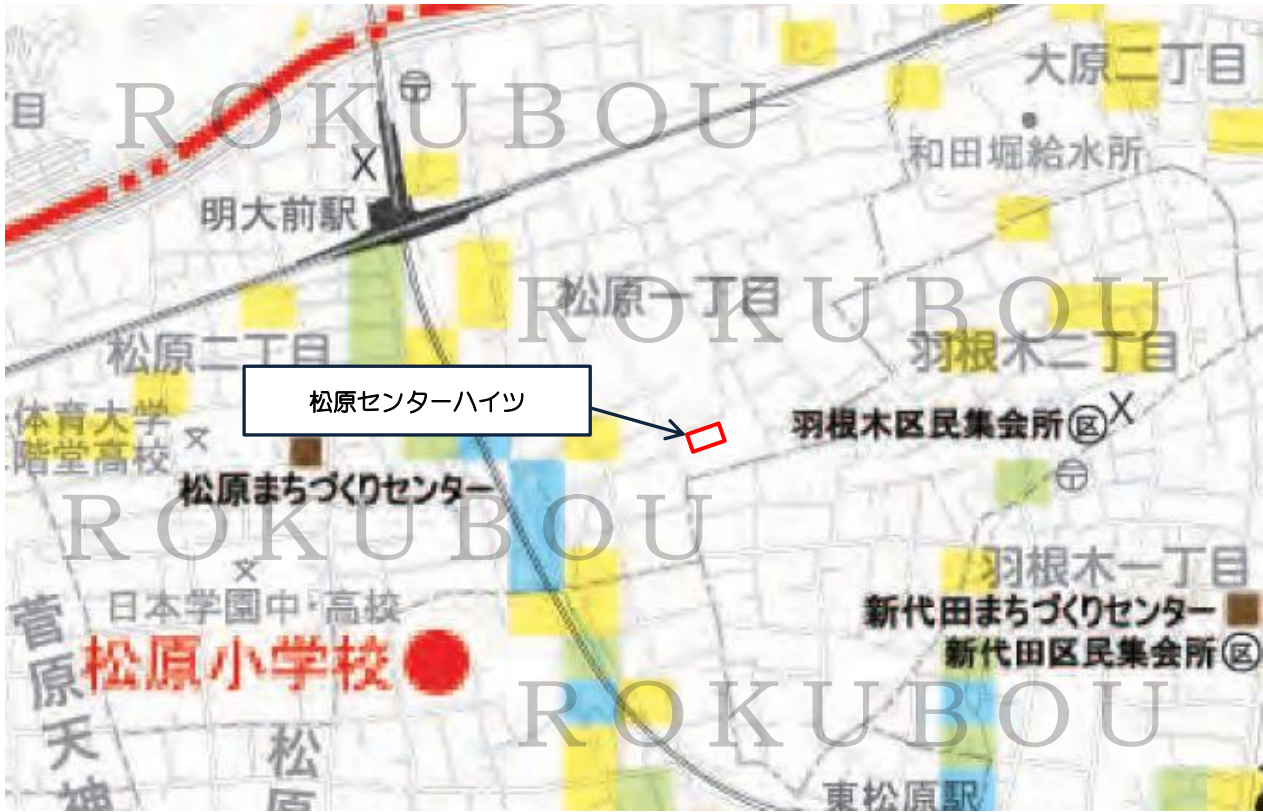 大原二丁目
目
ROKUBOU
和田堀給水所
明大前駅
松原一丁目
ROKUBOU
松原二丁目
羽根木二丁目
松原センターハイツ
体育大学
階堂高校
羽根木区民集会所 区
松原まちづくりセンター
ROKUBOU
羽根木一丁目
日本学園中・高校
新代田まちづくりセンター
松原小学校
新代田区民集会所 区
菅原天神
ROKUBOU
松原
東松原駅